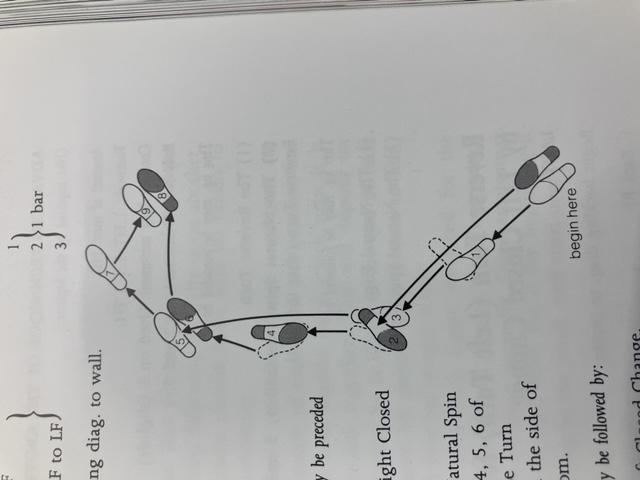 F
1
2 } 1 bar
F to LF }
3
ng diag. to wall.
7
9
8
5
6
4
y be preceded
3
2
ight Closed
1
atural Spin
4, 5, 6 of
e Turn
the side of
om.
begin here
y be followed by:
Closed Change.